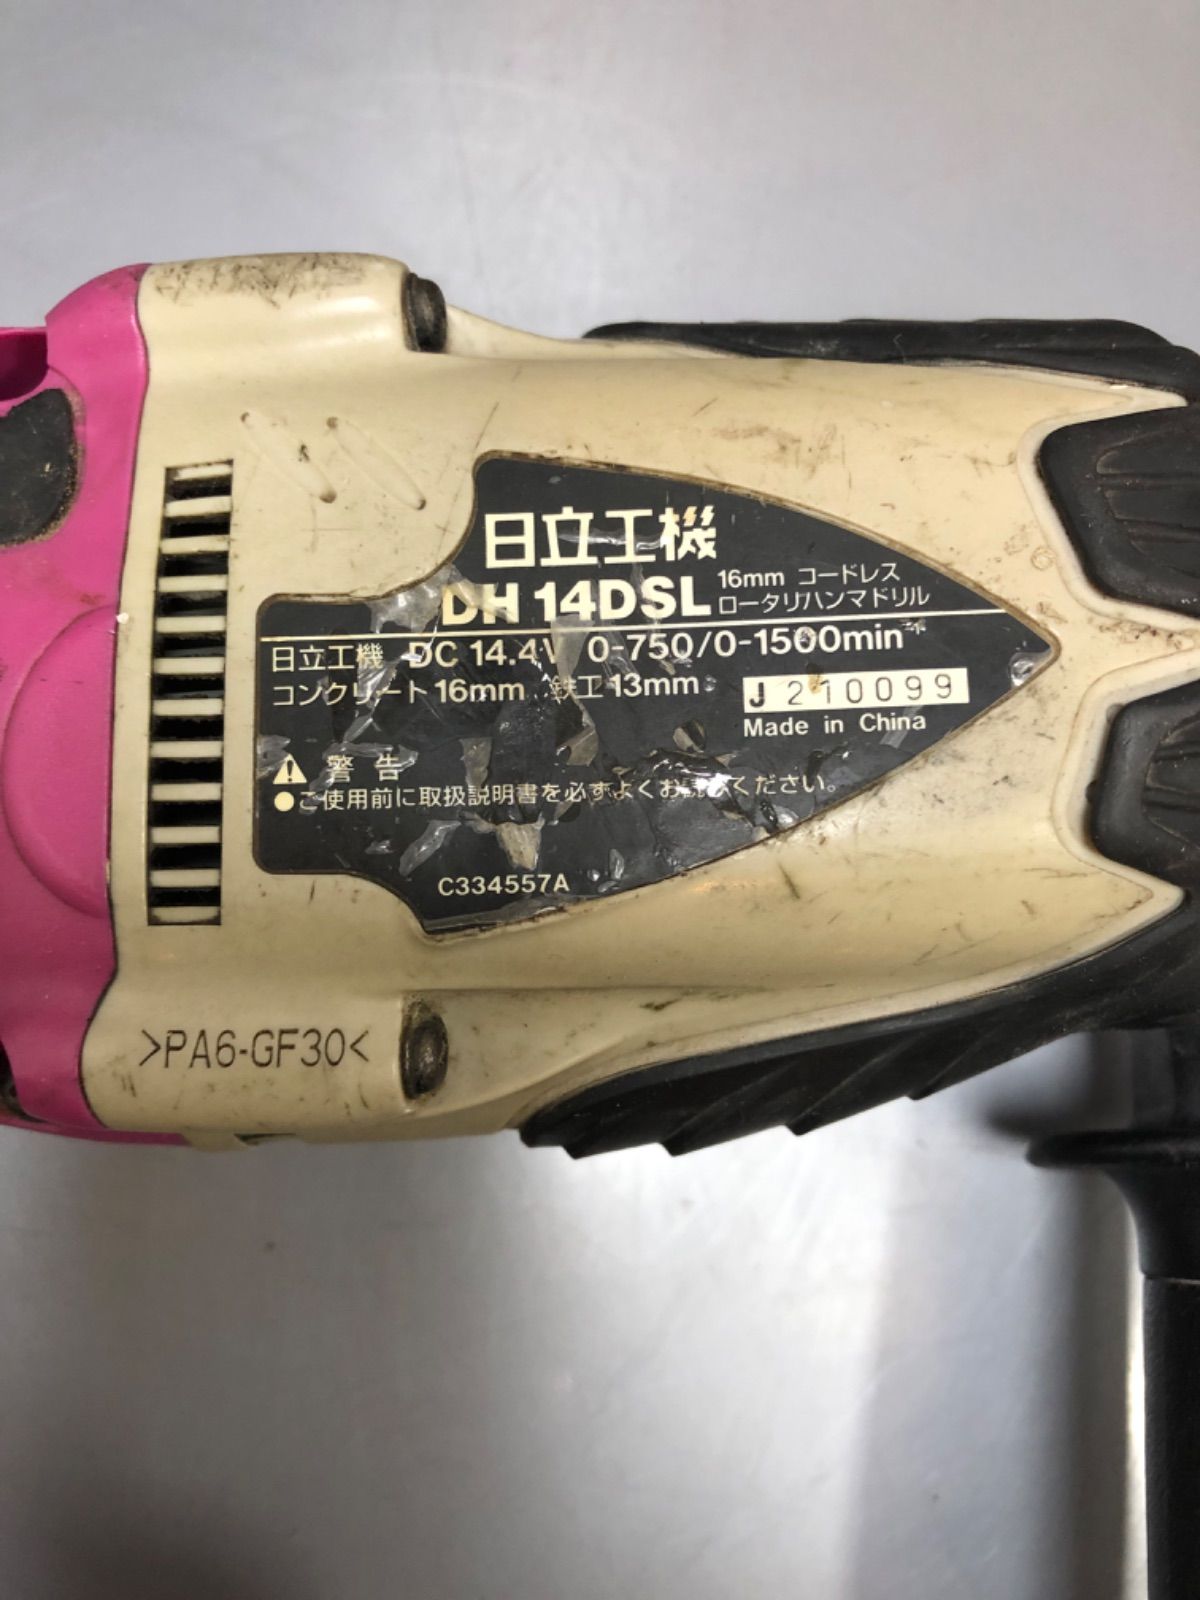 日立工機
DH 14DSL 16mm コードレス
ロータリハンマドリル
日立工機 DC 14.4V 0-750/0-1500min⁻¹
コンクリート 16mm 鉄工 13mm J 210099
Made in China
⚠ 警告
●ご使用前に取扱説明書を必ずよくお読みください。
C334557A
>PA6-GF30<